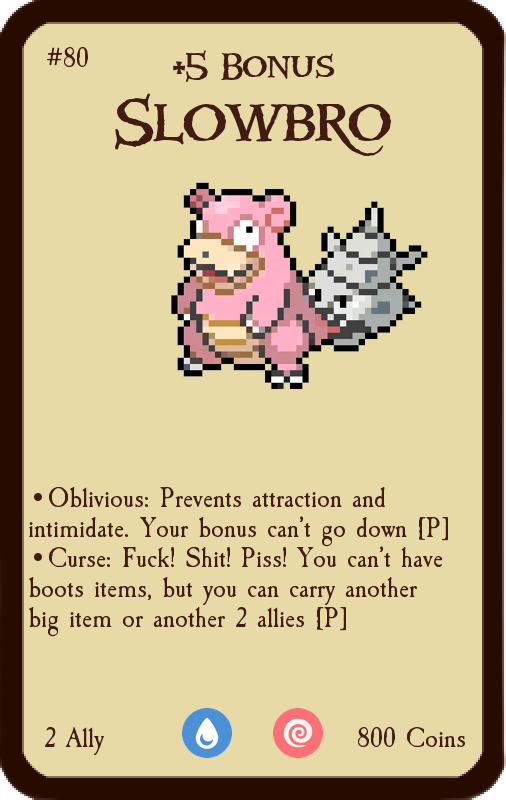 #80
+5 Bonus
Slowbro
•Oblivious: Prevents attraction and
intimidate. Your bonus can't go down {P]
•Curse: Fuck! Shit! Piss! You can't have
boots items, but you can carry another
big item or another 2 allies {P]
2 Ally
800 Coins